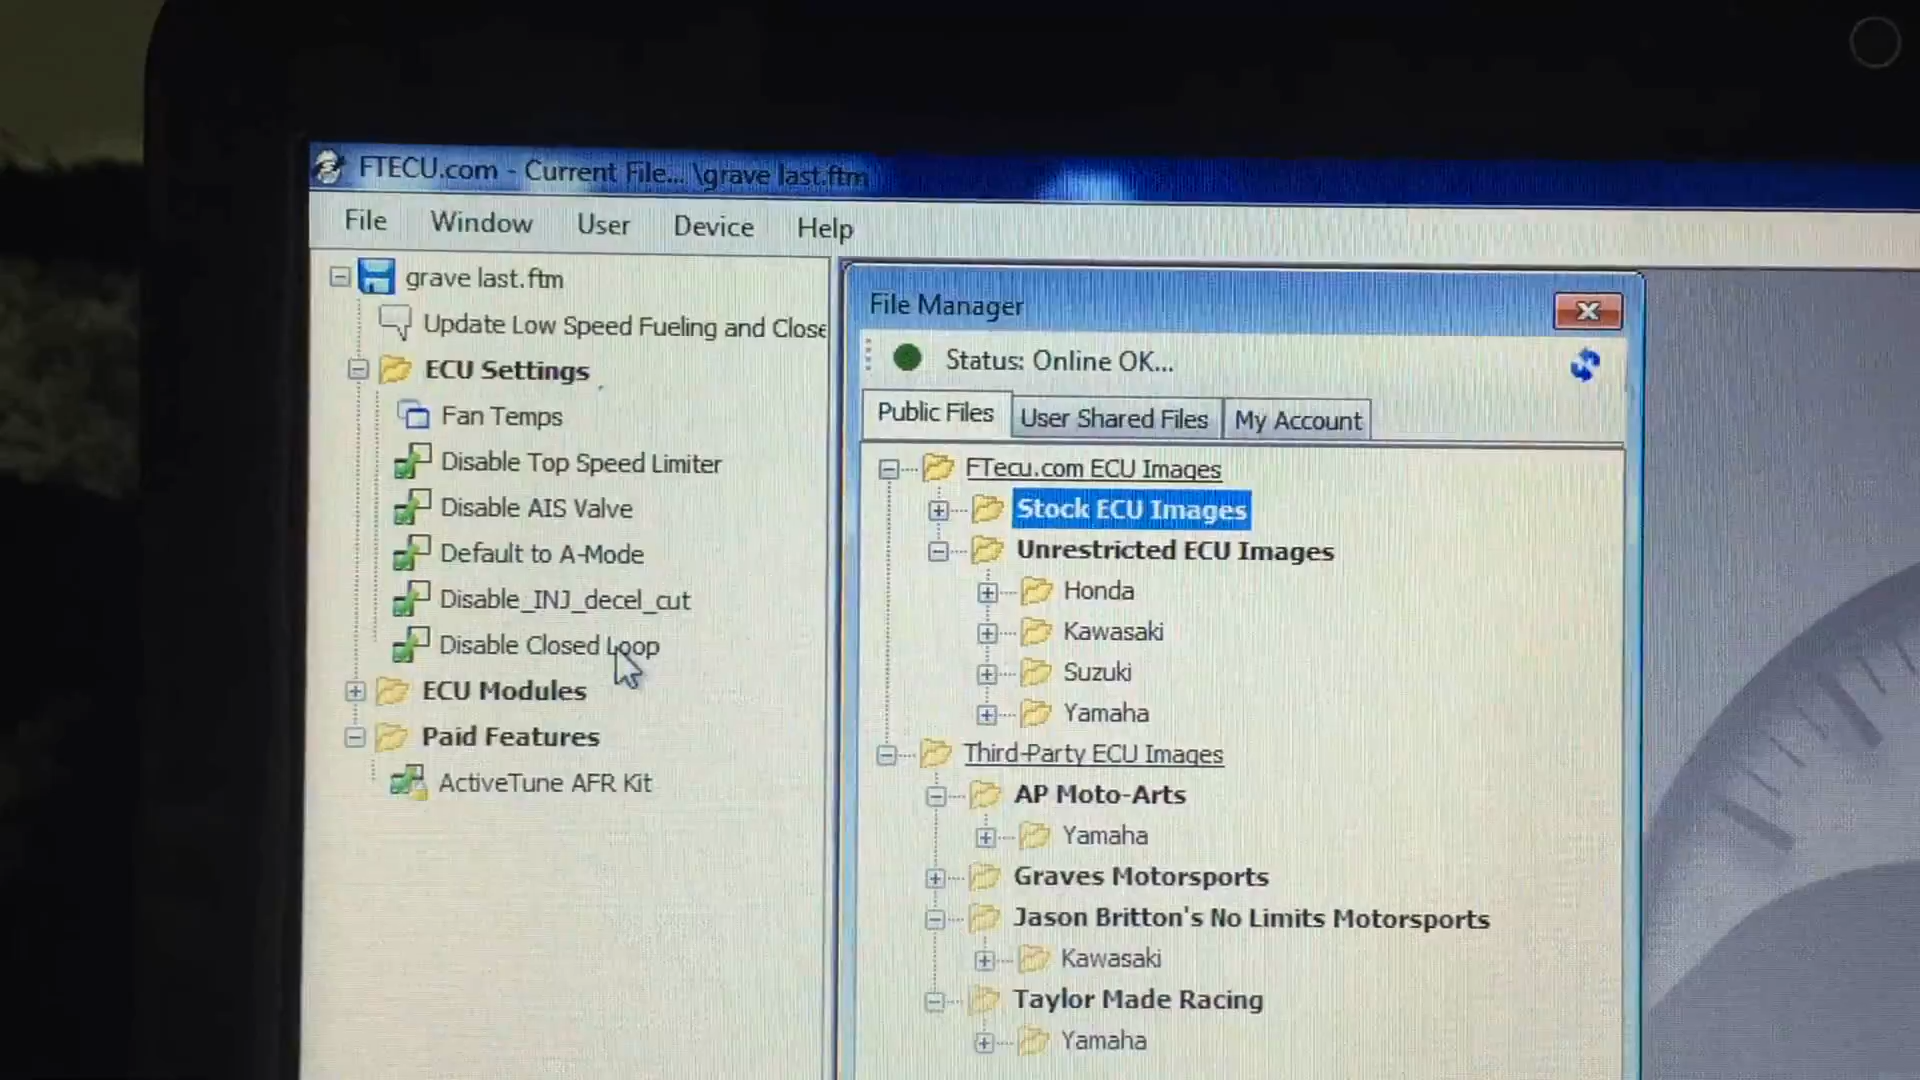 FTECU.com - Current File... \grave last.ftm
File Window User Device Help
grave last.ftm
Update Low Speed Fueling and Close
ECU Settings
Fan Temps
Disable Top Speed Limiter
Disable AIS Valve
Default to A-Mode
Disable_INJ_decel_cut
Disable Closed Loop
ECU Modules
Paid Features
ActiveTune AFR Kit
File Manager
Status: Online OK...
Public Files User Shared Files My Account
FTecu.com ECU Images
Stock ECU Images
Unrestricted ECU Images
Honda
Kawasaki
Suzuki
Yamaha
Third-Party ECU Images
AP Moto-Arts
Yamaha
Graves Motorsports
Jason Britton's No Limits Motorsports
Kawasaki
Taylor Made Racing
Yamaha